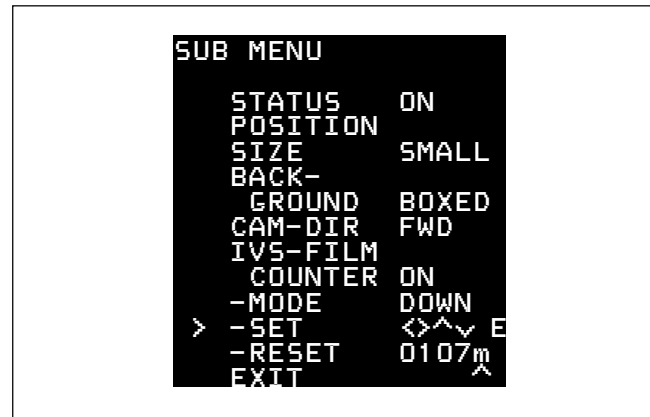 SUB MENU
STATUS ON
POSITION
SIZE SMALL
BACK-
GROUND BOXED
CAM-DIR FWD
IVS-FILM
COUNTER ON
-MODE DOWN
> -SET <>^v E
-RESET 0107m
EXIT ^